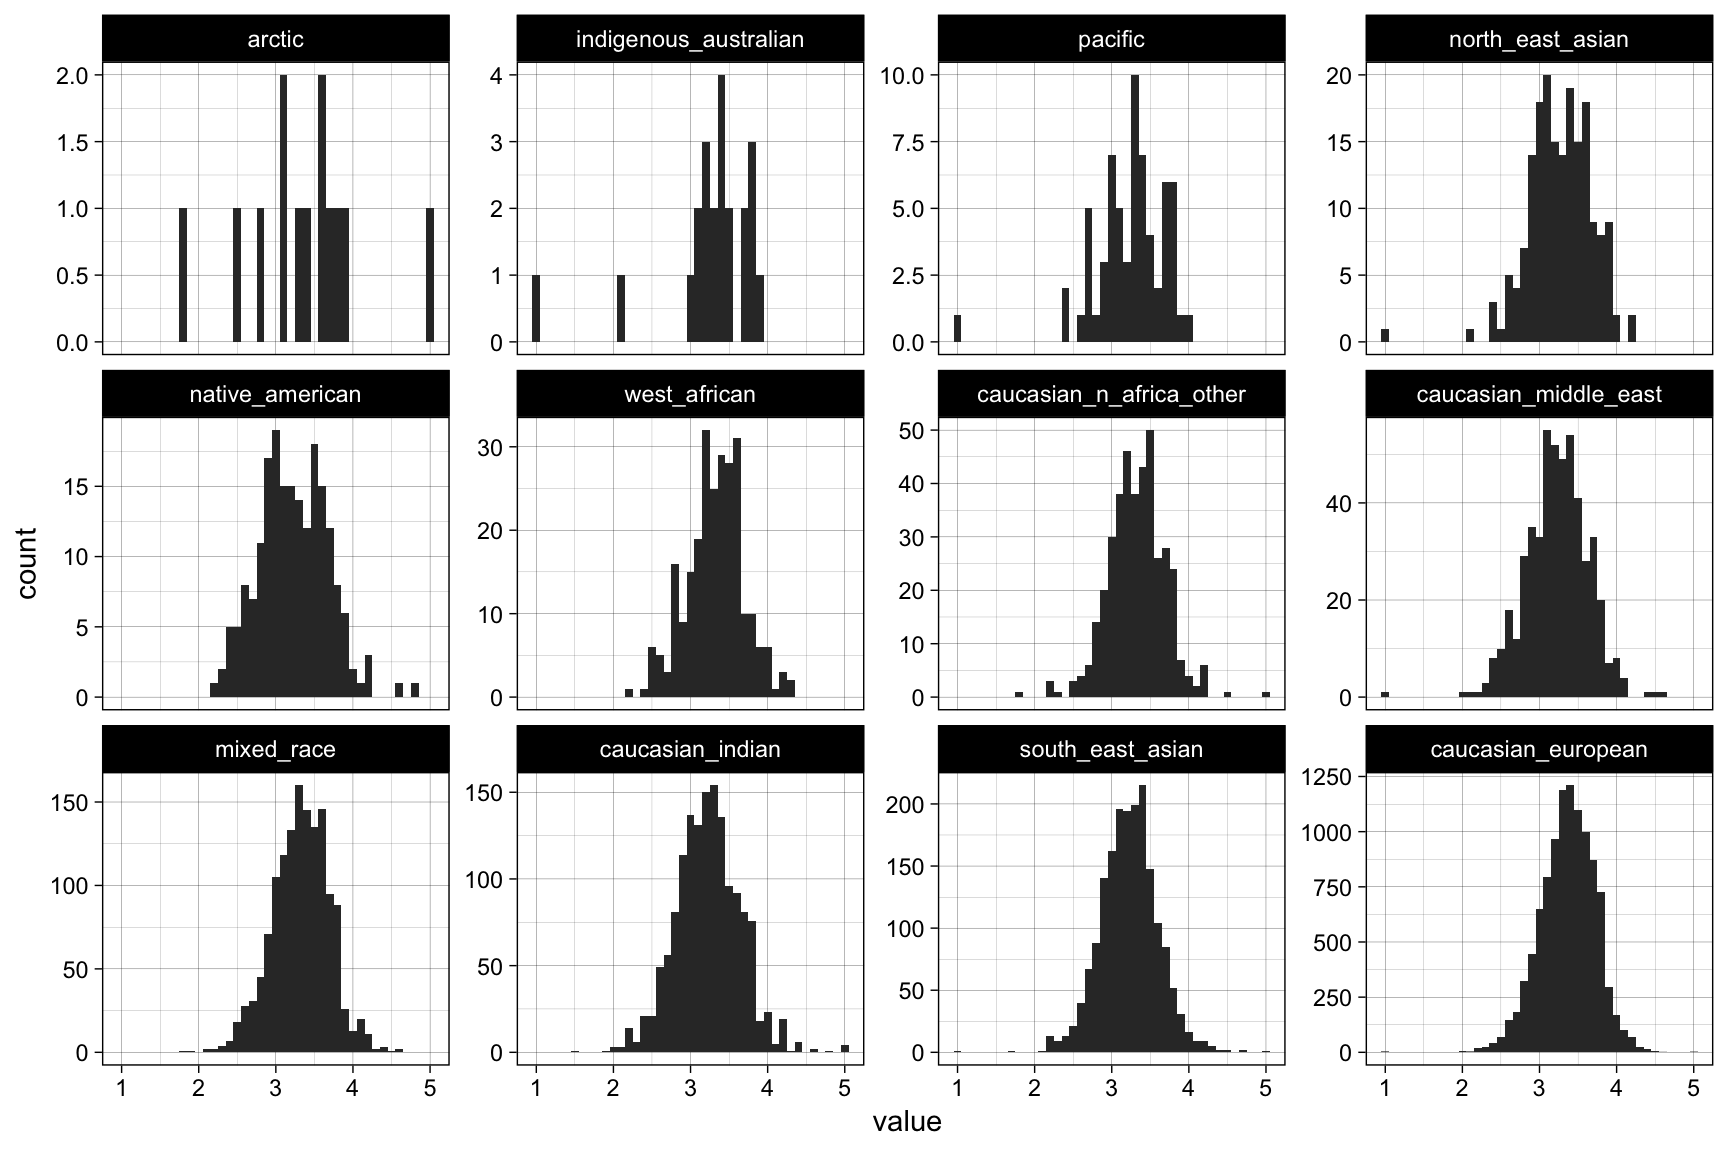 arctic indigenous_australian pacific north_east_asian
2.0 4 10.0 20
1.5 3 7.5 15
1.0 2 5.0 10
0.5 1 2.5 5
0.0 0 0.0 0
native_american west_african caucasian_n_africa_other caucasian_middle_east
15 30 50 40
10 20 40 20
5 10 30 0
0 0 20
10
0
count
mixed_race caucasian_indian south_east_asian caucasian_european
150 150 200 1250
100 100 150 1000
50 50 100 750
0 0 50 500
0 250
0
1 2 3 4 5 1 2 3 4 5 1 2 3 4 5 1 2 3 4 5
value